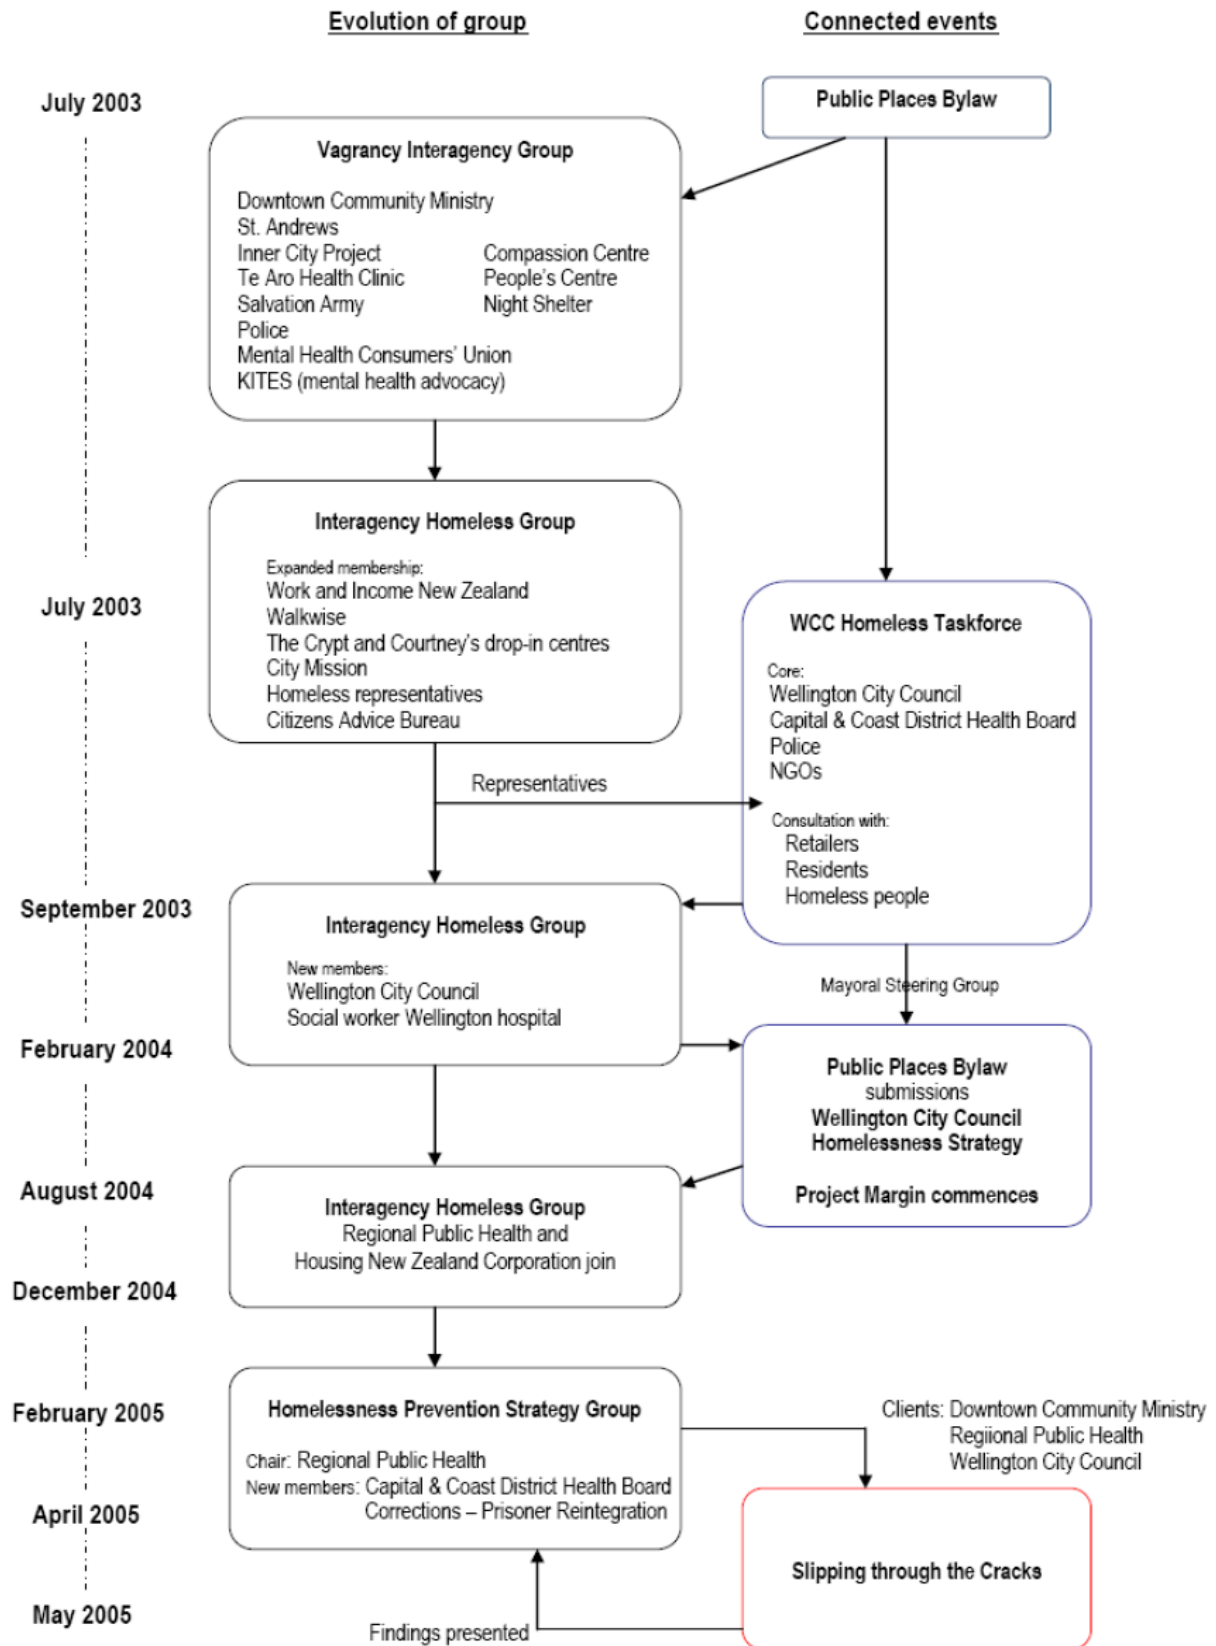 Evolution of group
Connected events
July 2003
Public Places Bylaw
Vagrancy Interagency Group
Downtown Community Ministry
St. Andrews
Inner City Project
Compassion Centre
Te Aro Health Clinic
People's Centre
Salvation Army
Night Shelter
Police
Mental Health Consumers' Union
KITES (mental health advocacy)
Interagency Homeless Group
Expanded membership:
Work and Income New Zealand
Walkwise
The Crypt and Courtney's drop-in centres
City Mission
Homeless representatives
Citizens Advice Bureau
July 2003
WCC Homeless Taskforce
Core:
Wellington City Council
Capital & Coast District Health Board
Police
NGOs
Consultation with:
Retailers
Residents
Homeless people
Representatives
September 2003
Interagency Homeless Group
New members:
Wellington City Council
Social worker Wellington hospital
Mayoral Steering Group
February 2004
Public Places Bylaw
submissions
Wellington City Council
Homelessness Strategy
Project Margin commences
August 2004
Interagency Homeless Group
Regional Public Health and
Housing New Zealand Corporation join
December 2004
February 2005
Homelessness Prevention Strategy Group
Chair: Regional Public Health
New members: Capital & Coast District Health Board
Corrections – Prisoner Reintegration
Clients: Downtown Community Ministry
Regiional Public Health
Wellington City Council
April 2005
Slipping through the Cracks
May 2005
Findings presented